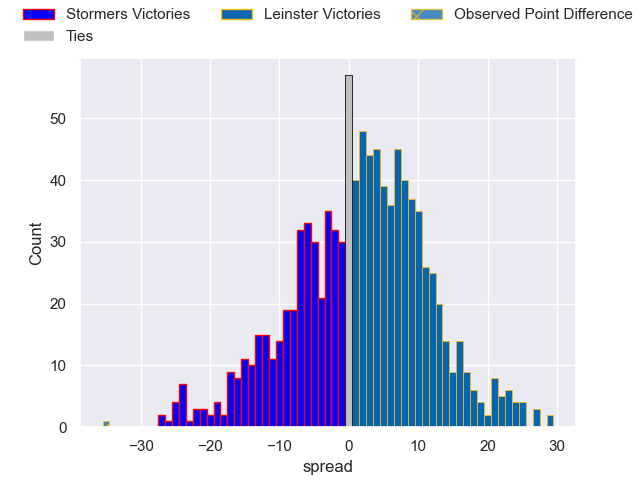 Stormers Victories Leinster Victories Observed Point Difference
Ties
50
40
30
20
10
0
Count
−30 −20 −10 0 10 20 30
spread